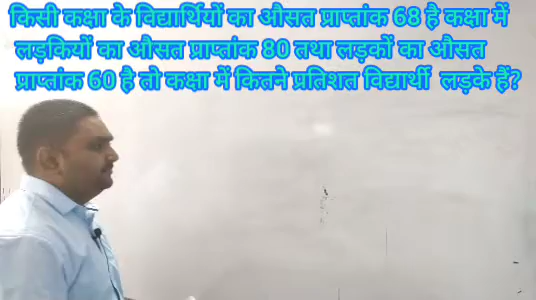 किसी कक्षा के विद्यार्थियों का औसत प्राप्तांक 68 है कक्षा में
लड़कियों का औसत प्राप्तांक 80 तथा लड़कों का औसत
प्राप्तांक 60 है तो कक्षा में कितने प्रतिशत विद्यार्थी लड़के हैं?